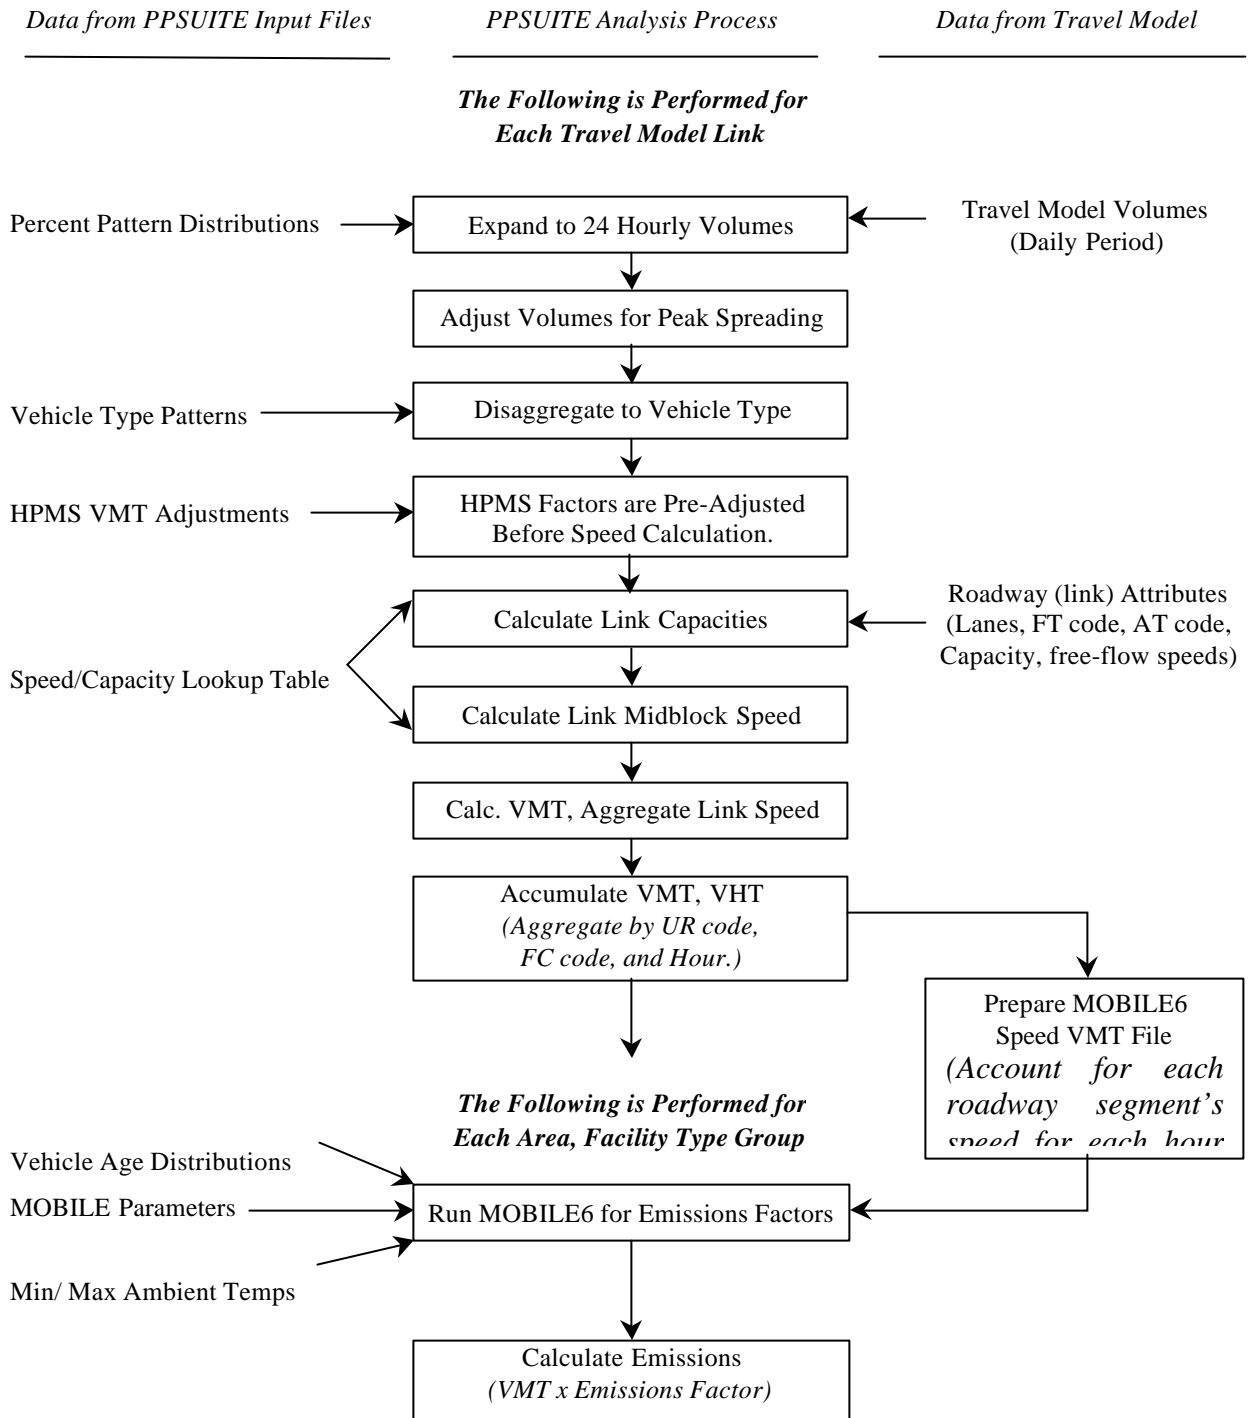 Data from PPSUITE Input Files
PPSUITE Analysis Process
Data from Travel Model
The Following is Performed for
Each Travel Model Link
Percent Pattern Distributions
Expand to 24 Hourly Volumes
Travel Model Volumes
(Daily Period)
Adjust Volumes for Peak Spreading
Vehicle Type Patterns
Disaggregate to Vehicle Type
HPMS VMT Adjustments
HPMS Factors are Pre-Adjusted
Before Speed Calculation.
Calculate Link Capacities
Roadway (link) Attributes
(Lanes, FT code, AT code,
Capacity, free-flow speeds)
Speed/Capacity Lookup Table
Calculate Link Midblock Speed
Calc. VMT, Aggregate Link Speed
Accumulate VMT, VHT
(Aggregate by UR code,
FC code, and Hour.)
Prepare MOBILE6
Speed VMT File
(Account for each
roadway segment's
speed for each hour
The Following is Performed for
Each Area, Facility Type Group
Vehicle Age Distributions
MOBILE Parameters
Run MOBILE6 for Emissions Factors
Min/ Max Ambient Temps
Calculate Emissions
(VMT x Emissions Factor)